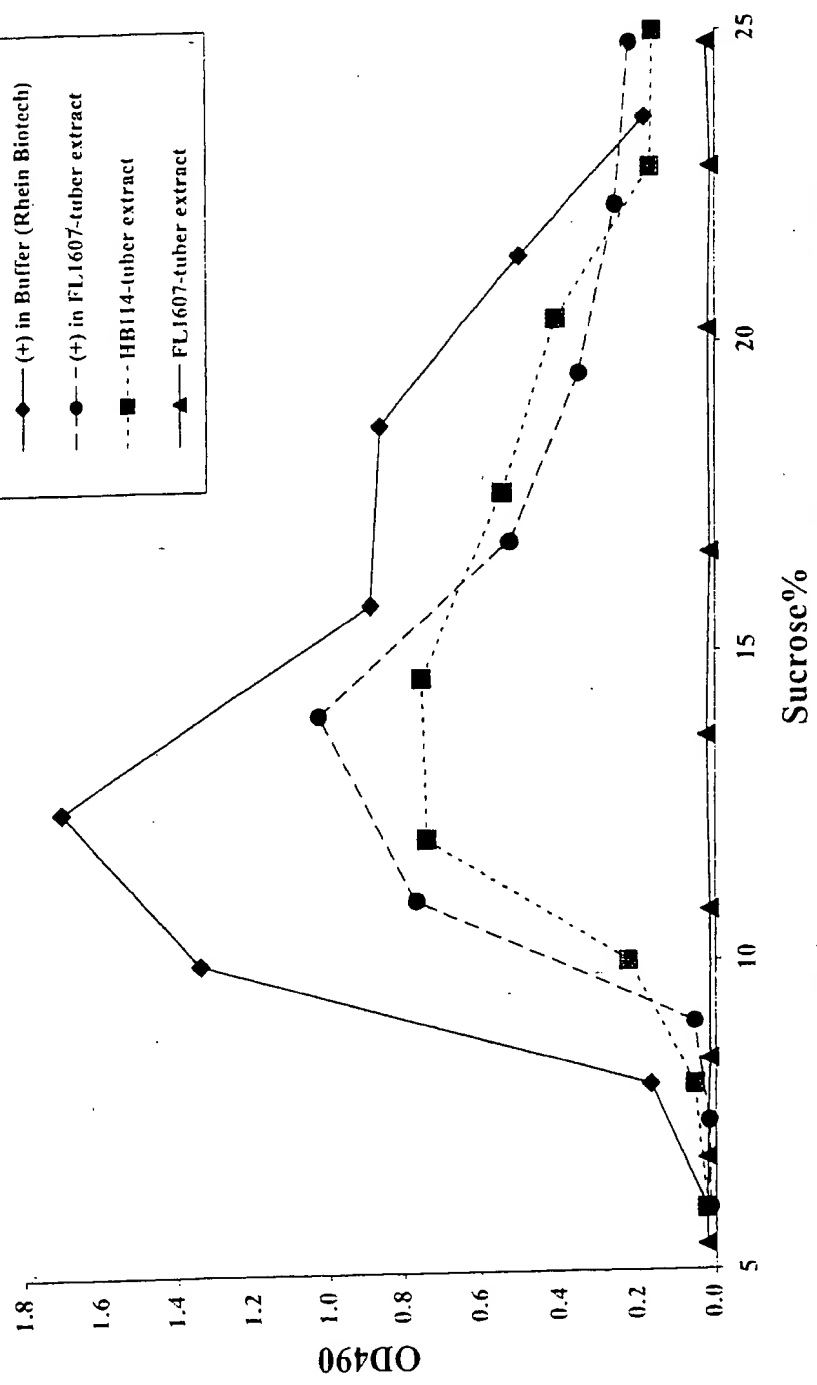 (+) in Buffer (Rhein Biotech)
(+) in FL1607-tuber extract
HB114-tuber extract
FL1607-tuber extract
OD490
1.8
1.6
1.4
1.2
1.0
0.8
0.6
0.4
0.2
0.0
5
10
15
20
25
Sucrose%